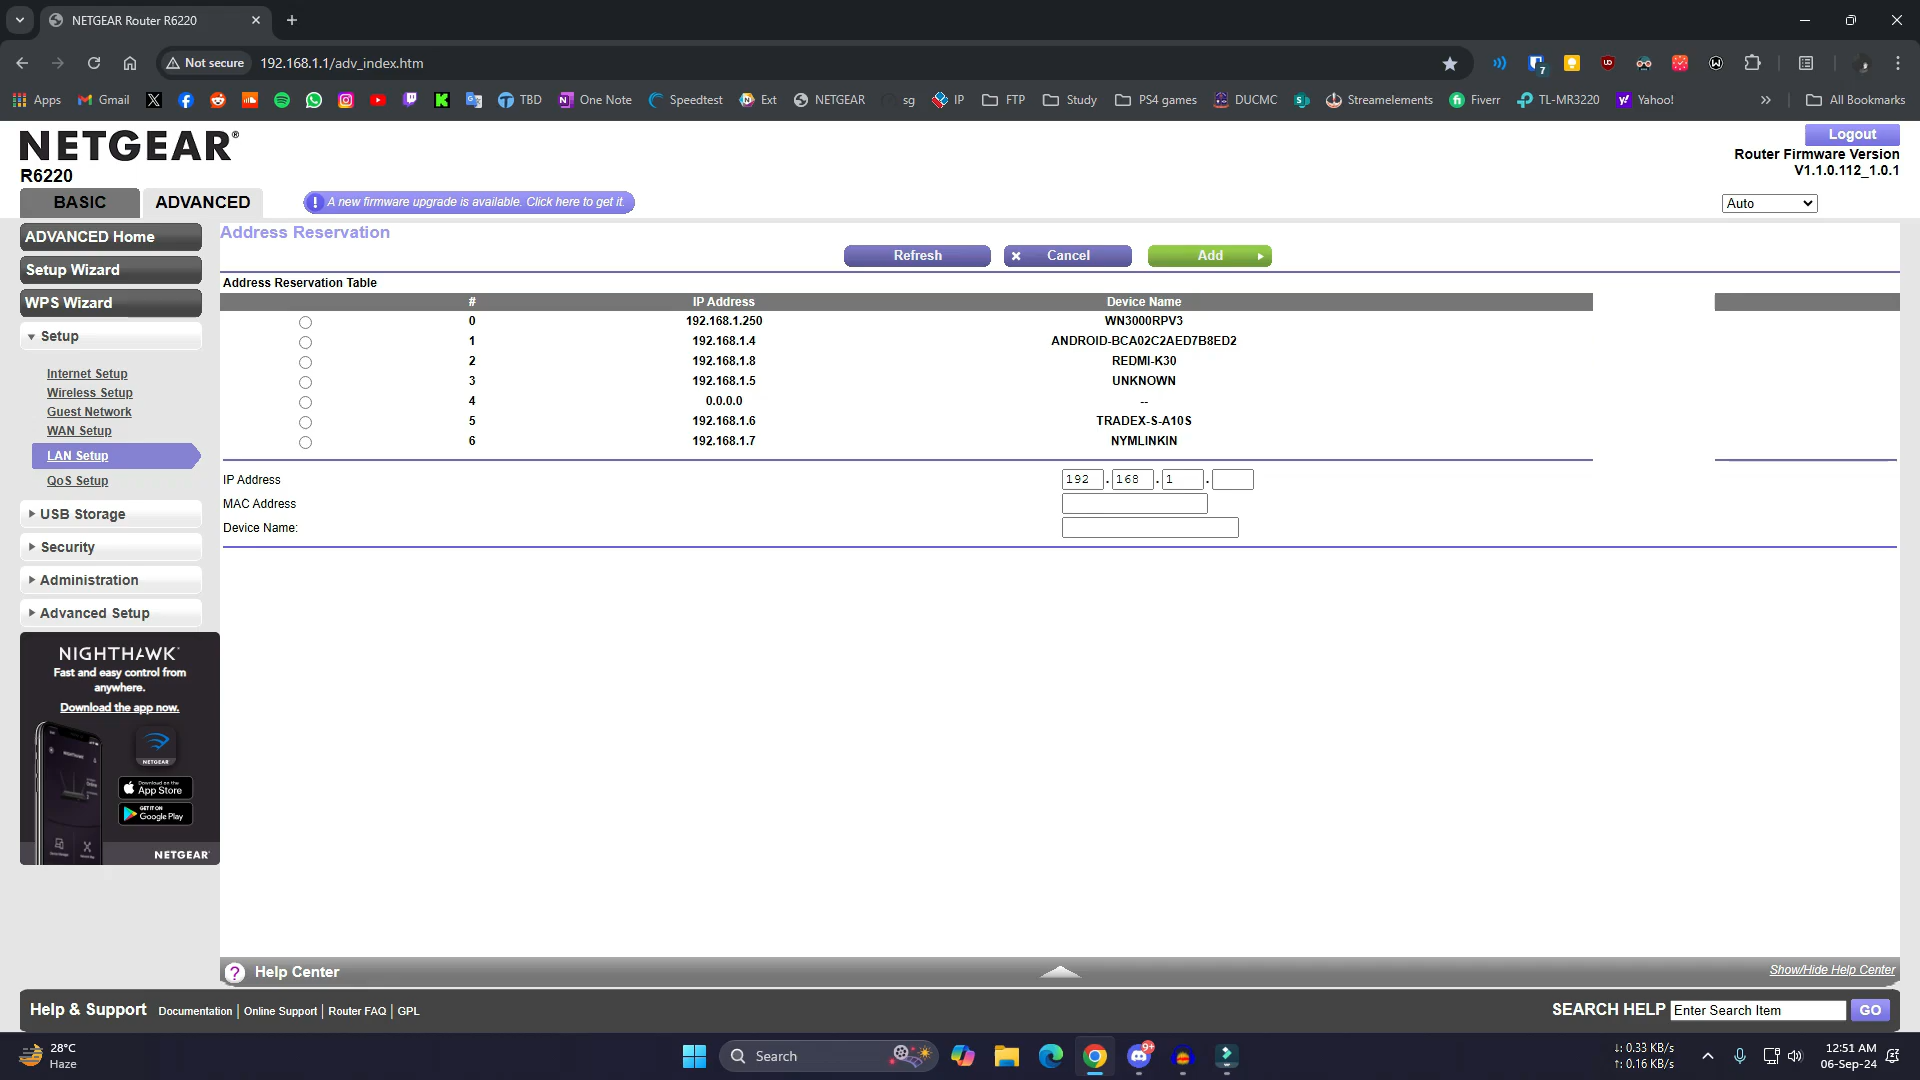 NETGEAR Router R6220
Not secure
192.168.1.1/adv_index.htm
7
Apps
Gmail
TBD
One Note
Speedtest
Ext
NETGEAR
sg
IP
FTP
Study
PS4 games
DUCMC
Streamelements
Fiverr
TL-MR3220
Yahoo!
All Bookmarks
NETGEAR®
R6220
Logout
Router Firmware Version
V1.1.0.112_1.0.1
BASIC
ADVANCED
A new firmware upgrade is available. Click here to get it.
Auto
ADVANCED Home
Setup Wizard
WPS Wizard
Setup
Internet Setup
Wireless Setup
Guest Network
WAN Setup
LAN Setup
QoS Setup
USB Storage
Security
Administration
Advanced Setup
Address Reservation
Refresh
Cancel
Add
Address Reservation Table
# IP Address Device Name
0 192.168.1.250 WN3000RPV3
1 192.168.1.4 ANDROID-BCA02C2AED7B8ED2
2 192.168.1.8 REDMI-K30
3 192.168.1.5 UNKNOWN
4 0.0.0.0 --
5 192.168.1.6 TRADEX-S-A10S
6 192.168.1.7 NYMLINKIN
IP Address 192 . 168 . 1 .
MAC Address
Device Name:
NIGHTHAWK
Fast and easy control from
anywhere.
Download the app now.
NETGEAR
Download on the
App Store
GET IT ON
Google Play
NETGEAR
? Help Center
Show/Hide Help Center
Help & Support Documentation | Online Support | Router FAQ | GPL
SEARCH HELP Enter Search Item GO
28°C
Haze
Search
9+
↓: 0.33 KB/s
↑: 0.16 KB/s
12:51 AM
06-Sep-24